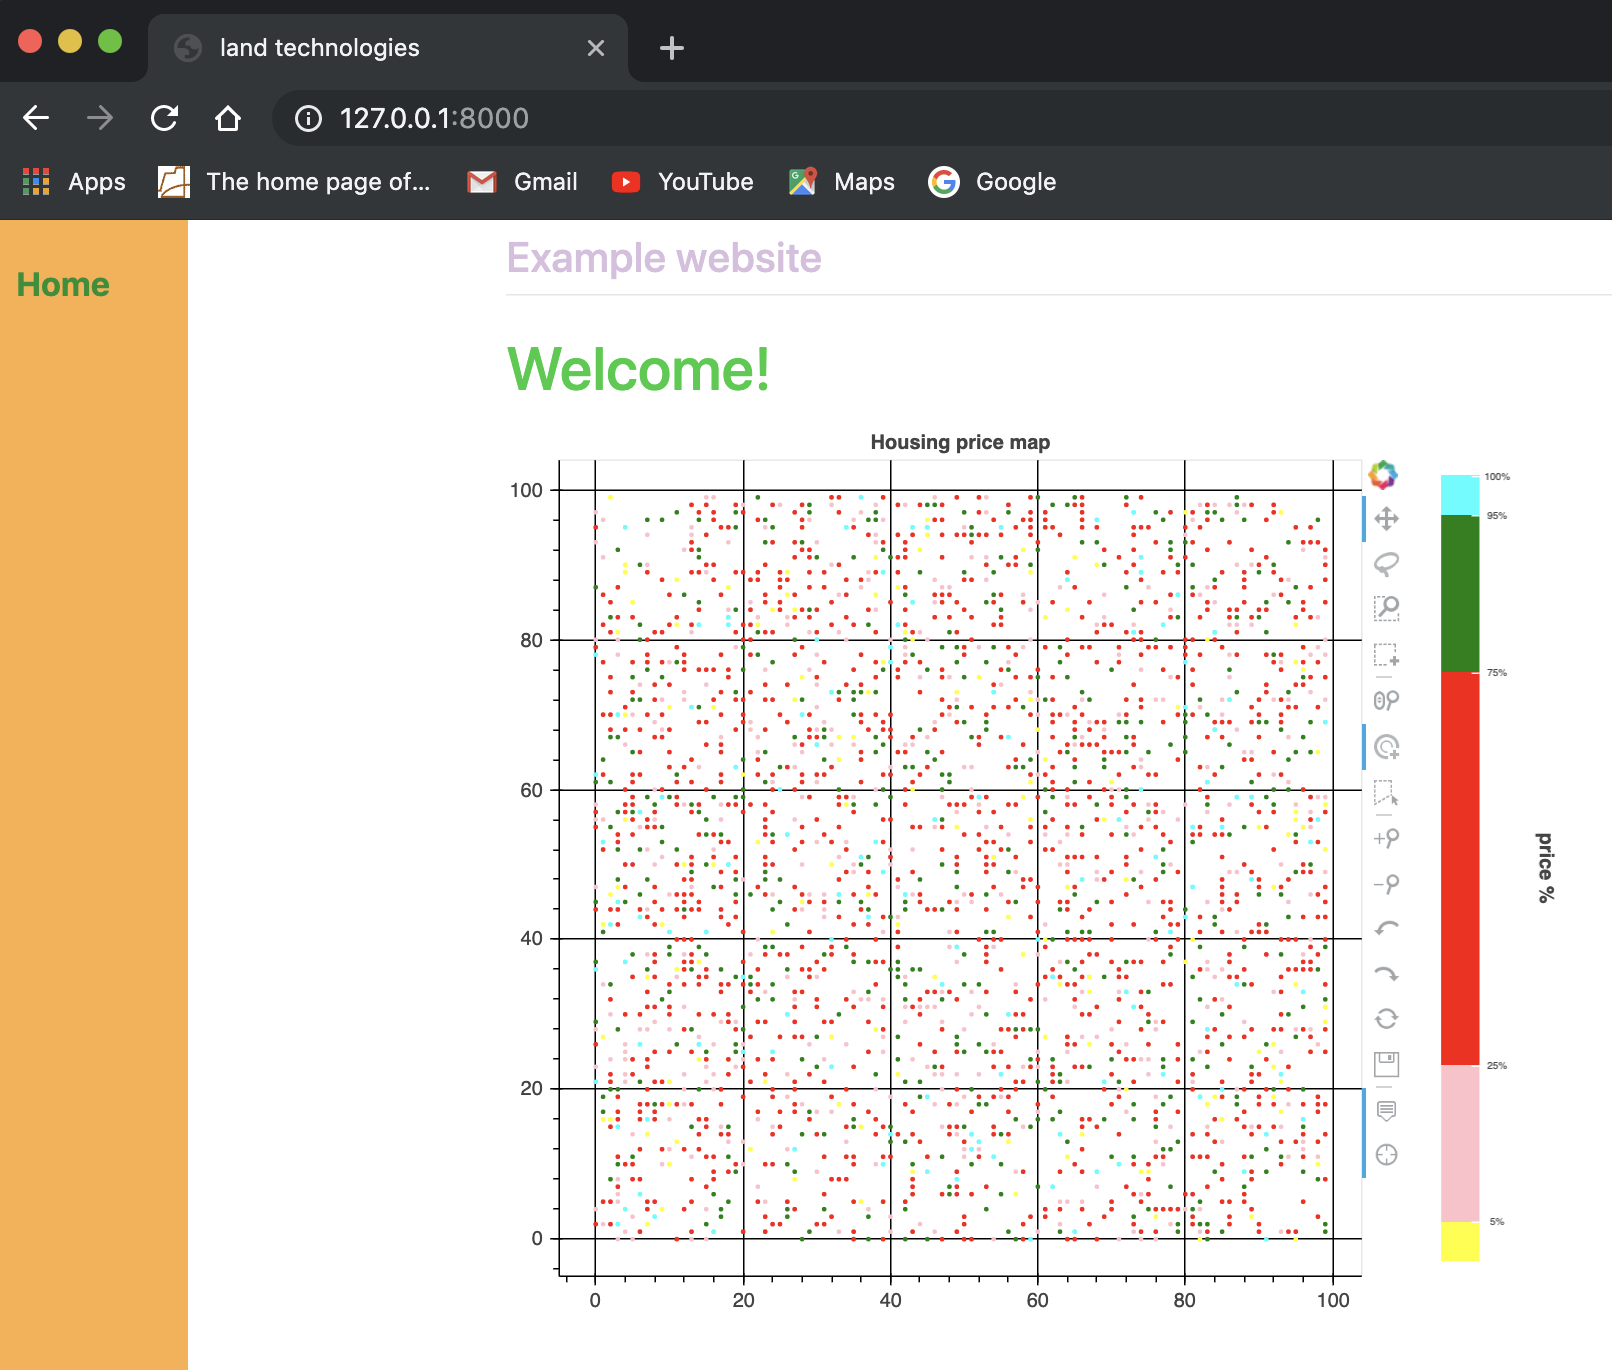 land technologies
127.0.0.1:8000
Apps The home page of... Gmail YouTube Maps Google
Home
Example website
Welcome!
Housing price map
100
80
60
40
20
0
0 20 40 60 80 100
100%
95%
75%
25%
5%
price %